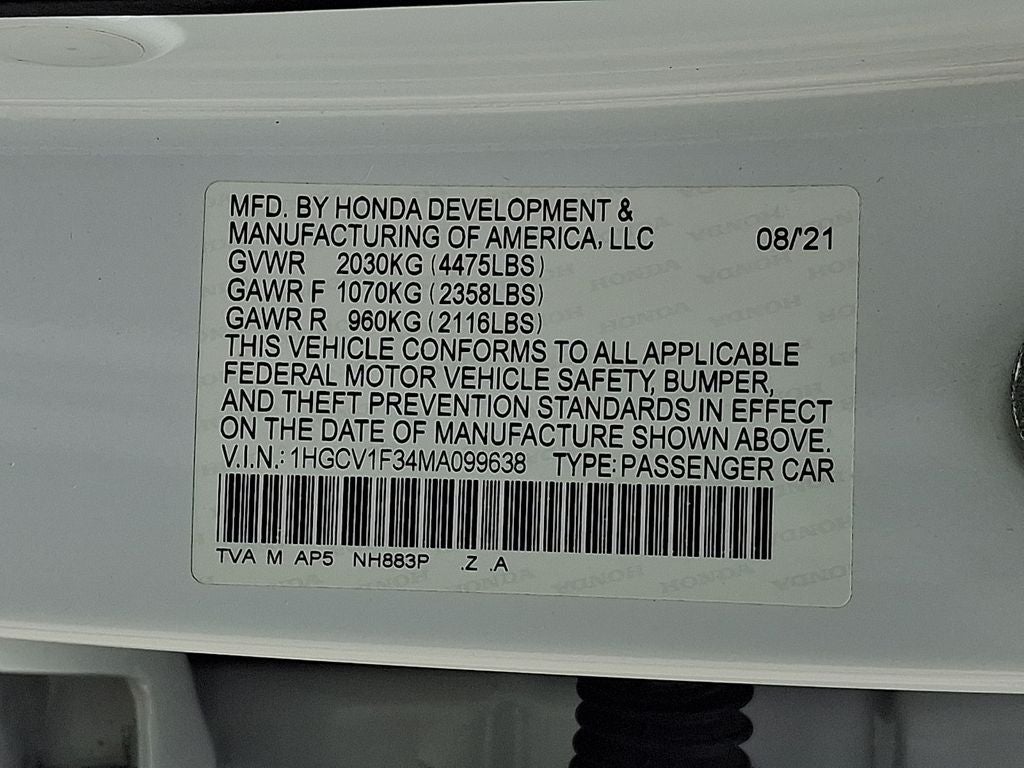 MFD. BY HONDA DEVELOPMENT &
MANUFACTURING OF AMERICA, LLC 08/'21
GVWR 2030KG (4475LBS)
GAWR F 1070KG (2358LBS)
GAWR R 960KG (2116LBS)
THIS VEHICLE CONFORMS TO ALL APPLICABLE
FEDERAL MOTOR VEHICLE SAFETY, BUMPER,
AND THEFT PREVENTION STANDARDS IN EFFECT
ON THE DATE OF MANUFACTURE SHOWN ABOVE.
V.I.N.: 1HGCV1F34MA099638 TYPE: PASSENGER CAR
TVA M AP5 NH883P .Z .A